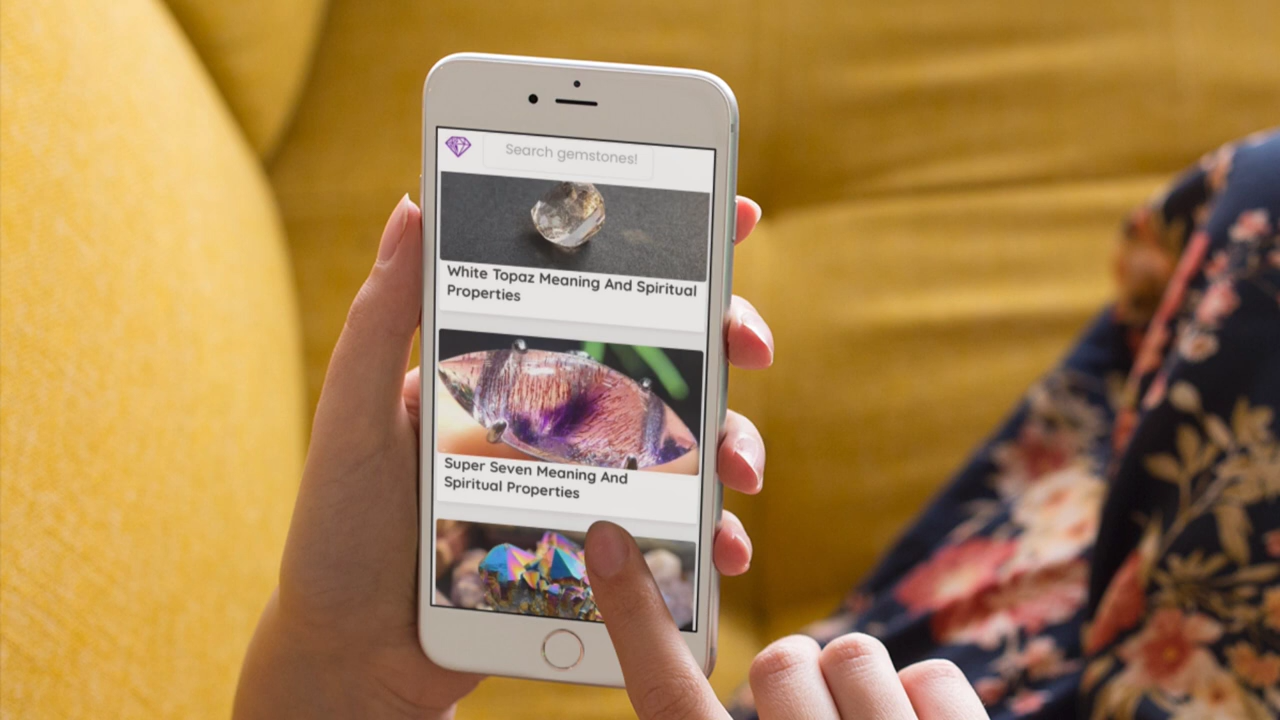 Search gemstones!
White Topaz Meaning And Spiritual
Properties
Super Seven Meaning And
Spiritual Properties